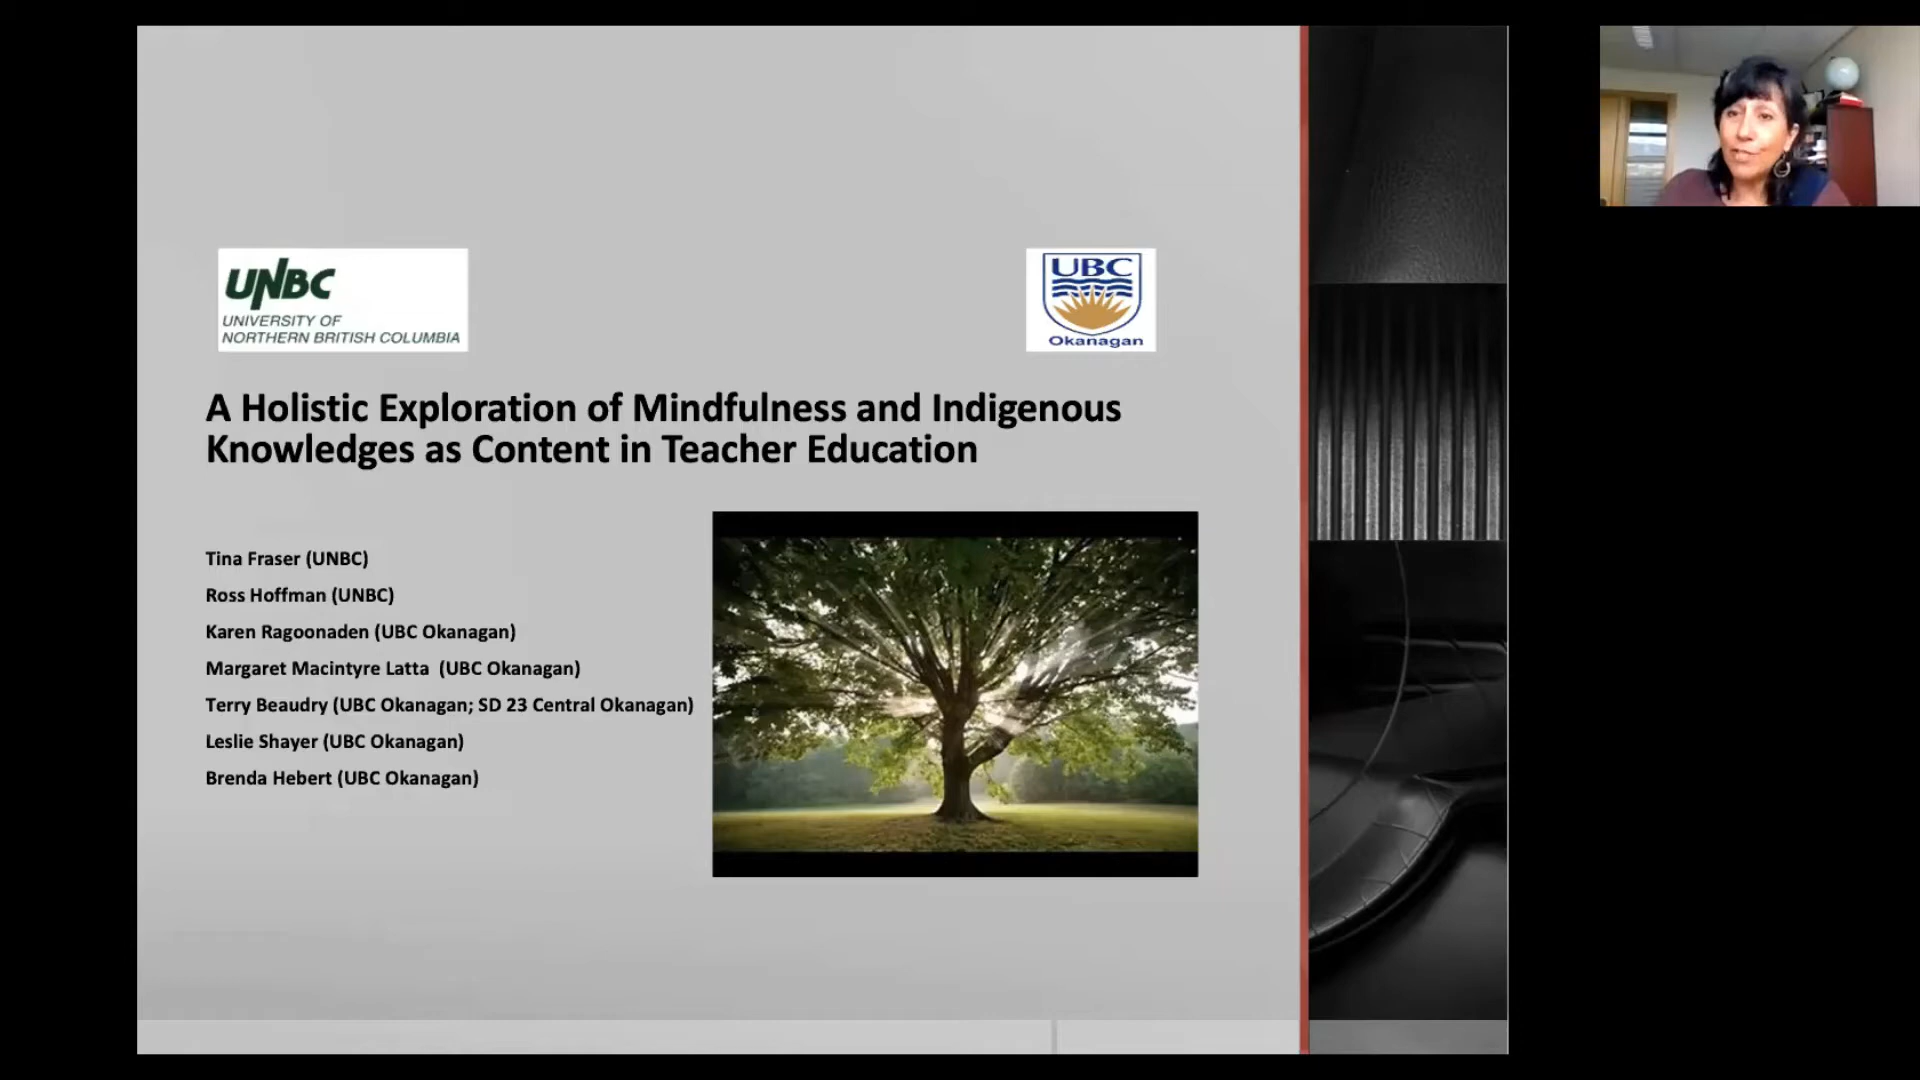 UNBC
UNIVERSITY OF
NORTHERN BRITISH COLUMBIA
UBC
Okanagan
A Holistic Exploration of Mindfulness and Indigenous
Knowledges as Content in Teacher Education
Tina Fraser (UNBC)
Ross Hoffman (UNBC)
Karen Ragoonaden (UBC Okanagan)
Margaret Macintyre Latta  (UBC Okanagan)
Terry Beaudry (UBC Okanagan; SD 23 Central Okanagan)
Leslie Shayer (UBC Okanagan)
Brenda Hebert (UBC Okanagan)